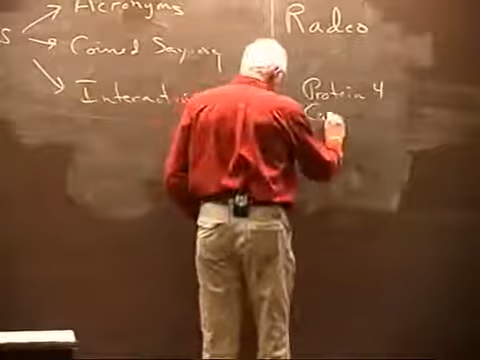 Acronyms
Coined Saying
Interact
Radeo
Protein 4